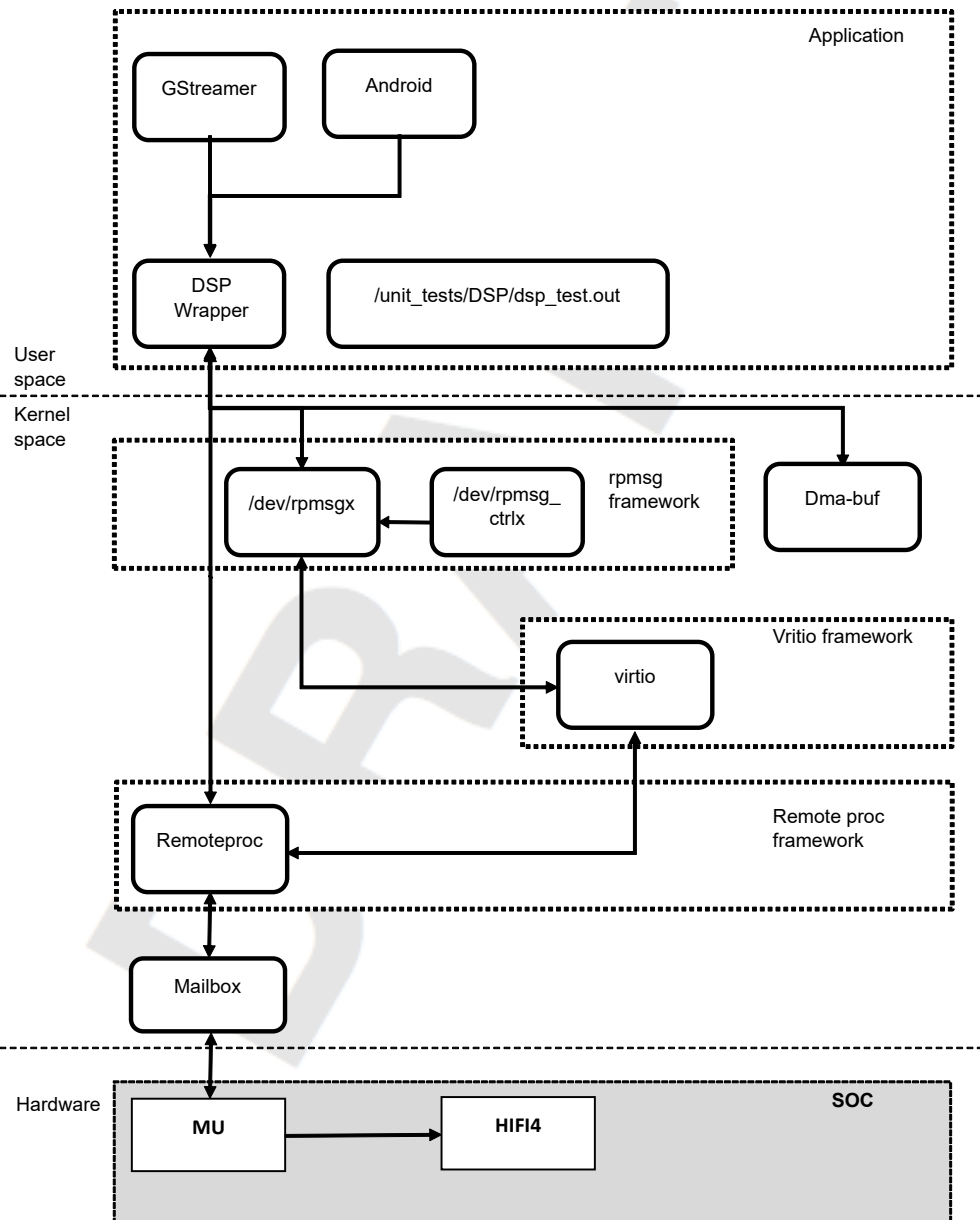 Application
GStreamer
Android
DSP
Wrapper
/unit_tests/DSP/dsp_test.out
User
space
Kernel
space
/dev/rpmsgx
/dev/rpmsg_
ctrlx
rpmsg
framework
Dma-buf
Vritio framework
virtio
Remoteproc
Remote proc
framework
Mailbox
Hardware
MU
HIFI4
SOC